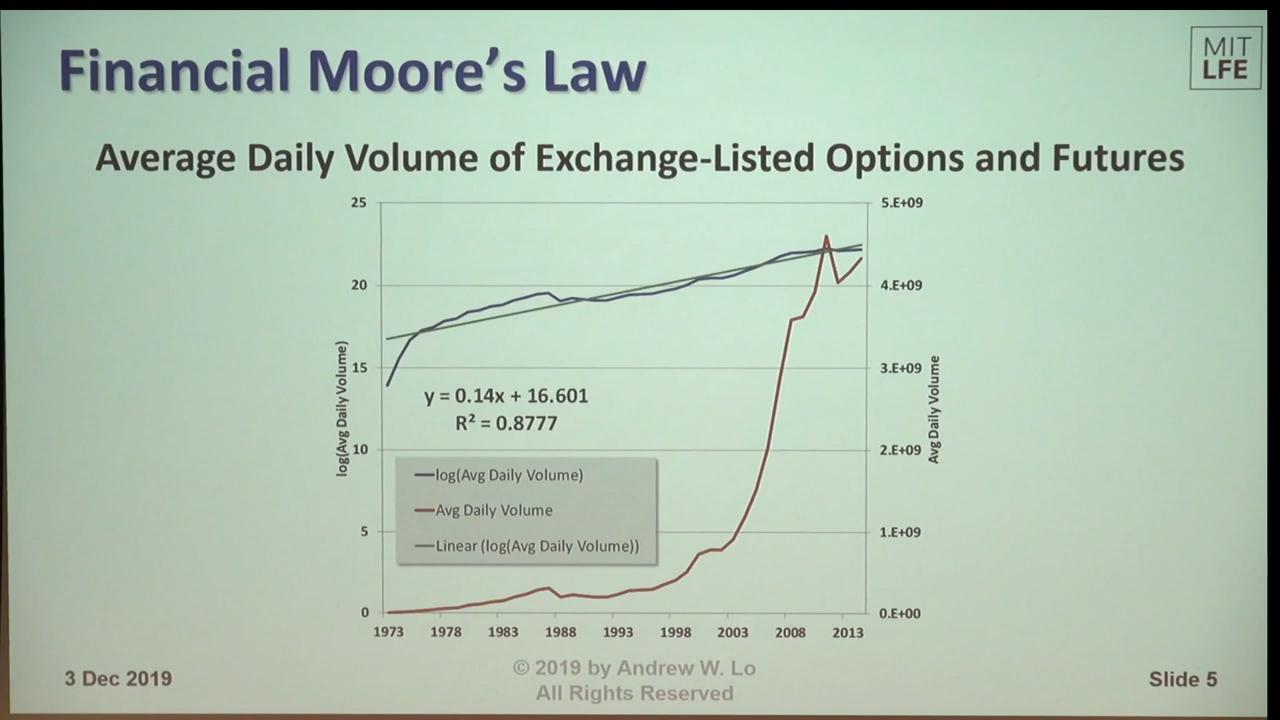 Financial Moore's Law
MIT
LFE
Average Daily Volume of Exchange-Listed Options and Futures
25
20
15
10
5
0
log(Avg Daily Volume)
5.E+09
4.E+09
3.E+09
2.E+09
1.E+09
0.E+00
Avg Daily Volume
y = 0.14x + 16.601
R² = 0.8777
log(Avg Daily Volume)
Avg Daily Volume
Linear (log(Avg Daily Volume))
1973 1978 1983 1988 1993 1998 2003 2008 2013
3 Dec 2019
© 2019 by Andrew W. Lo
All Rights Reserved
Slide 5